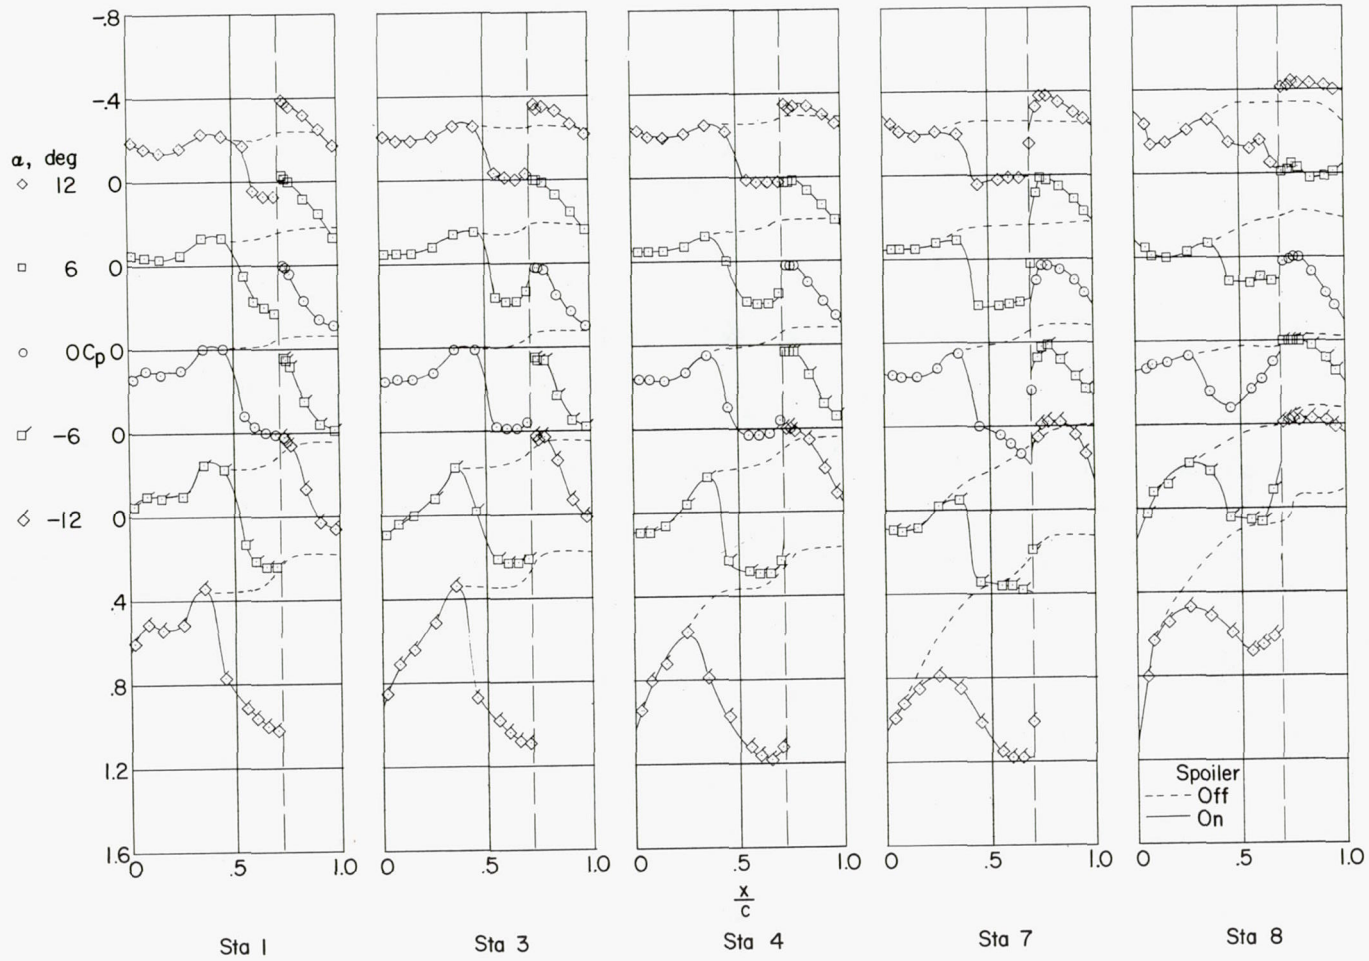 -.8
-.4
α, deg
12 0
6 0
0 Cp 0
-6 0
-12 0
.4
.8
1.2
1.6
0 .5 1.0 0 .5 1.0 0 .5 1.0 0 .5 1.0 0 .5 1.0
Spoiler
Off
On
x
c
Sta 1 Sta 3 Sta 4 Sta 7 Sta 8